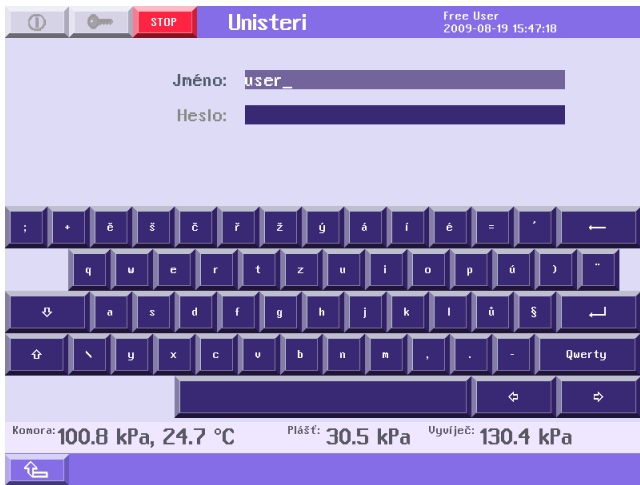 STOP Unisteri Free User
2009-08-19 15:47:18
Jméno: user_
Heslo:
; + ě š č ř ž ý á í é = ´ ←
q w e r t z u i o p ú ) ¨
a s d f g h j k l ů §
\ y x c v b n m , . - Qwerty
Komora: 100.8 kPa, 24.7 °C Plášť: 30.5 kPa Vyvíječ: 130.4 kPa